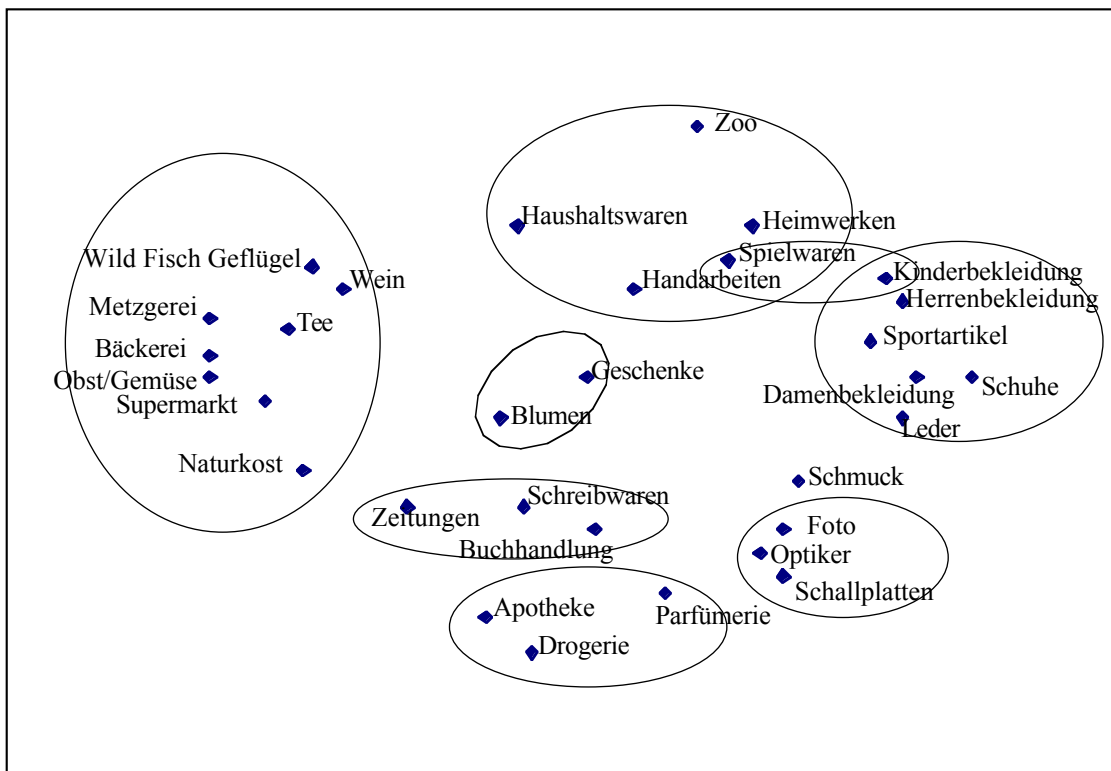 Zoo
Haushaltswaren
Heimwerken
Spielwaren
Handarbeiten
Wild Fisch Geflügel
Wein
Metzgerei
Tee
Bäckerei
Obst/Gemüse
Supermarkt
Naturkost
Kinderbekleidung
Herrenbekleidung
Sportartikel
Damenbekleidung
Schuhe
Leder
Geschenke
Blumen
Schmuck
Zeitungen
Schreibwaren
Buchhandlung
Foto
Optiker
Schallplatten
Apotheke
Parfümerie
Drogerie